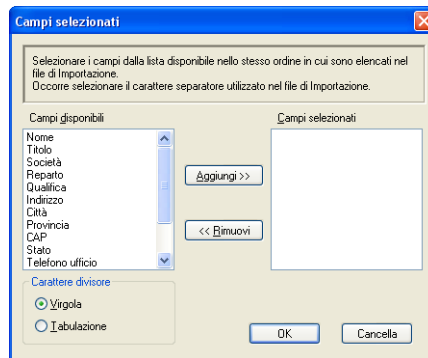 Campi selezionati
Selezionare i campi dalla lista disponibile nello stesso ordine in cui sono elencati nel
file di Importazione.
Occorre selezionare il carattere separatore utilizzato nel file di Importazione.
Campi disponibili
Campi selezionati
Nome
Titolo
Società
Reparto
Qualifica
Indirizzo
Città
Provincia
CAP
Stato
Telefono ufficio
Aggiungi >>
<< Rimuovi
Carattere divisore
Virgola
Tabulazione
OK
Cancella